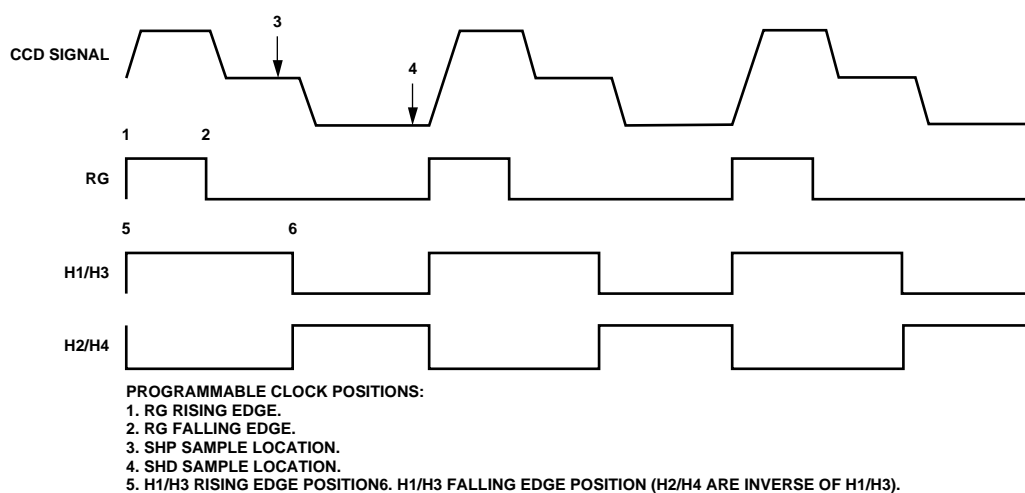 3
CCD SIGNAL
4
1 2
RG
5 6
H1/H3
H2/H4
PROGRAMMABLE CLOCK POSITIONS:
1. RG RISING EDGE.
2. RG FALLING EDGE.
3. SHP SAMPLE LOCATION.
4. SHD SAMPLE LOCATION.
5. H1/H3 RISING EDGE POSITION6. H1/H3 FALLING EDGE POSITION (H2/H4 ARE INVERSE OF H1/H3).